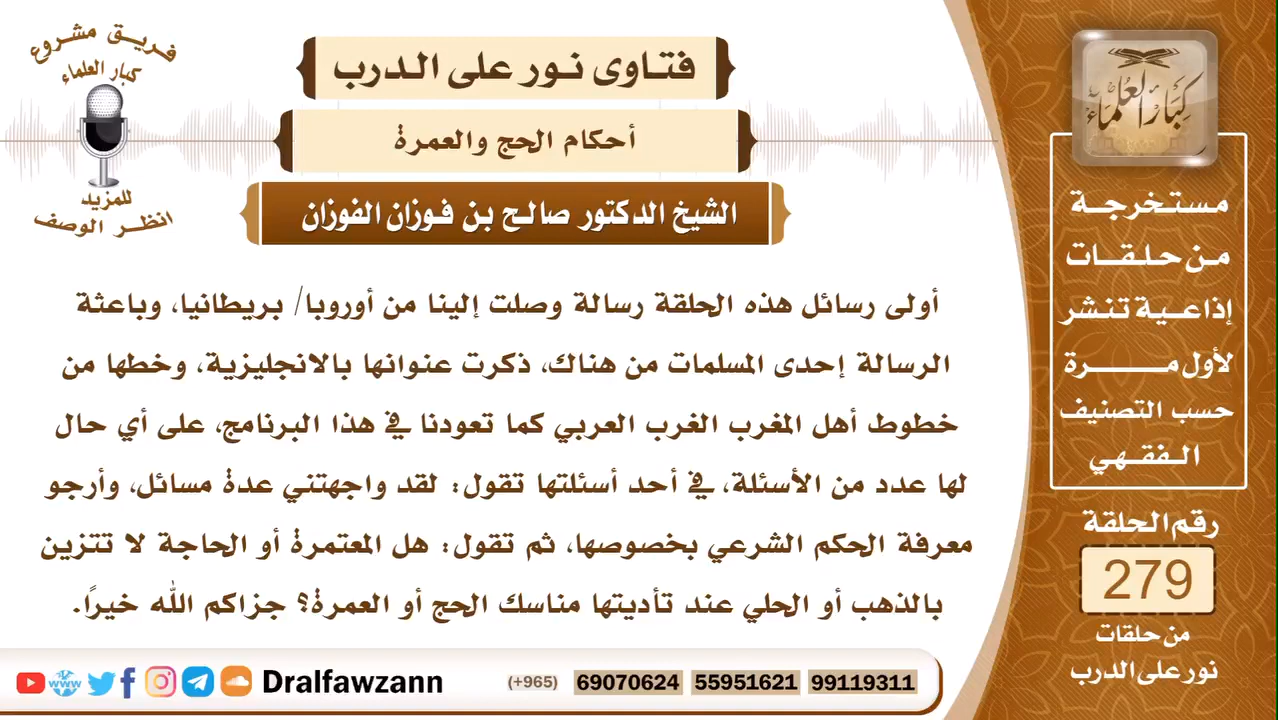 فريق مشروع
كبار العلماء
للمزيد
انظر الوصف
فتاوى نور على الدرب
أحكام الحج والعمرة
الشيخ الدكتور صالح بن فوزان الفوزان
أولى رسائل هذه الحلقة رسالة وصلت إلينا من أوروبا/ بريطانيا، وباعثة
الرسالة إحدى المسلمات من هناك، ذكرت عنوانها بالانجليزية، وخطها من
خطوط أهل المغرب الغرب العربي كما تعودنا في هذا البرنامج، على أي حال
لها عدد من الأسئلة، في أحد أسئلتها تقول: لقد واجهتني عدة مسائل، وأرجو
معرفة الحكم الشرعي بخصوصها، ثم تقول: هل المعتمرة أو الحاجة لا تتزين
بالذهب أو الحلي عند تأديتها مناسك الحج أو العمرة؟ جزاكم الله خيرًا.
كبار العلماء
مستخرجة
من حلقات
إذاعية تنشر
لأول مرة
حسب التصنيف
الفقهي
رقم الحلقة
279
من حلقات
نور على الدرب
www Dralfawzann (+965) 69070624 55951621 99119311